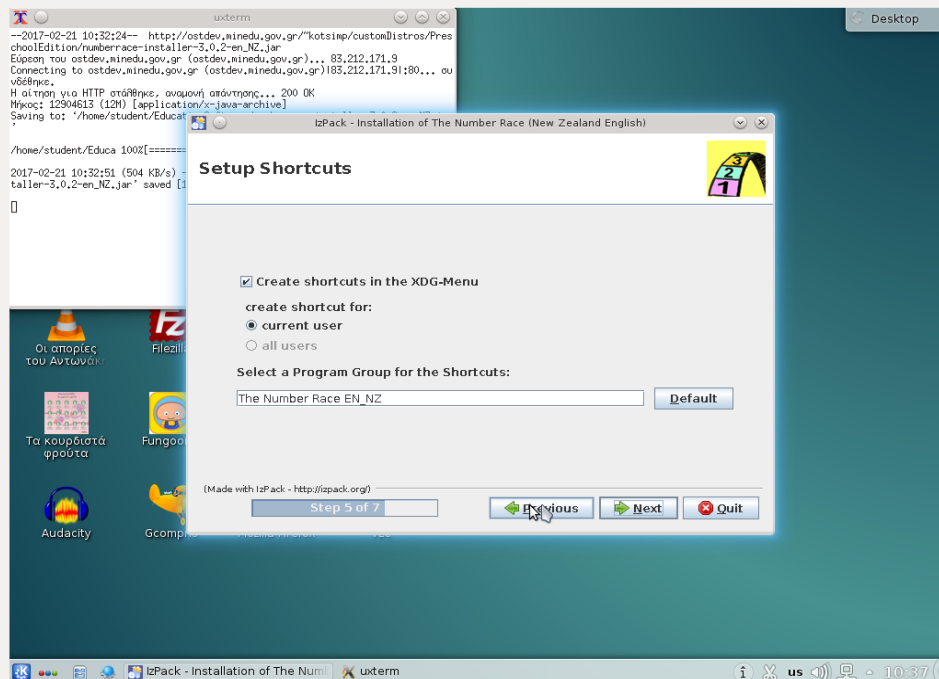 uxterm
--2017-02-21 10:32:24-- http://ostdev.minedu.gov.gr/~kotsimp/customDistros/Pres
choolEdition/numberrace-installer-3.0.2-en_NZ.jar
Εύρεση του ostdev.minedu.gov.gr (ostdev.minedu.gov.gr)... 83.212.171.9
Connecting to ostdev.minedu.gov.gr (ostdev.minedu.gov.gr)|83.212.171.9|:80... συ
νδέθηκε.
Η αίτηση για HTTP στάθηκε, αναμονή απάντησης... 200 OK
Μήκος: 12904613 (12M) [application/x-java-archive]
Saving to: '/home/student/Educat
'
/home/student/Educa 100%[=======
2017-02-21 10:32:51 (504 KB/s) -
taller-3.0.2-en_NZ.jar' saved [1
Desktop
IzPack - Installation of The Number Race (New Zealand English)
Setup Shortcuts
3
2
1
Create shortcuts in the XDG-Menu
create shortcut for:
current user
all users
Select a Program Group for the Shortcuts:
The Number Race EN_NZ
Default
(Made with IzPack - http://izpack.org/)
Step 5 of 7
Previous
Next
Quit
Οι απορίες
του Αντωνάκη
Filezill
Τα κουρδιστά
φρούτα
Fungoo
Audacity
Gcompris
IzPack - Installation of The Num
uxterm
us
10:37